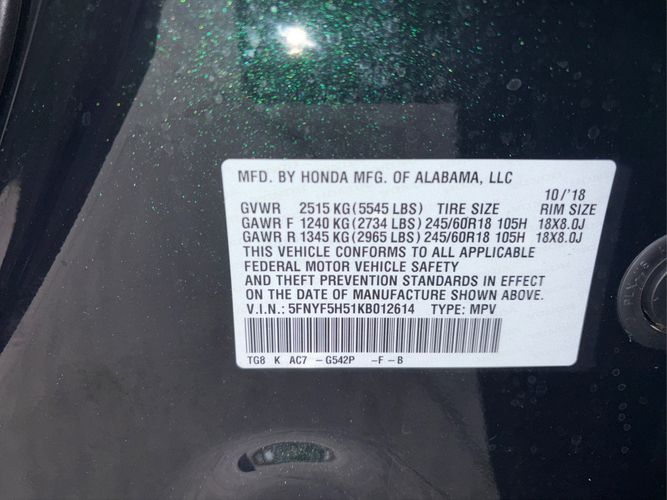 MFD. BY HONDA MFG. OF ALABAMA, LLC
10/'18
GVWR 2515 KG (5545 LBS) TIRE SIZE RIM SIZE
GAWR F 1240 KG (2734 LBS) 245/60R18 105H 18X8.0J
GAWR R 1345 KG (2965 LBS) 245/60R18 105H 18X8.0J
THIS VEHICLE CONFORMS TO ALL APPLICABLE
FEDERAL MOTOR VEHICLE SAFETY
AND THEFT PREVENTION STANDARDS IN EFFECT
ON THE DATE OF MANUFACTURE SHOWN ABOVE.
V.I.N.: 5FNYF5H51KB012614 TYPE: MPV
TG8 K AC7 -G542P -F-B